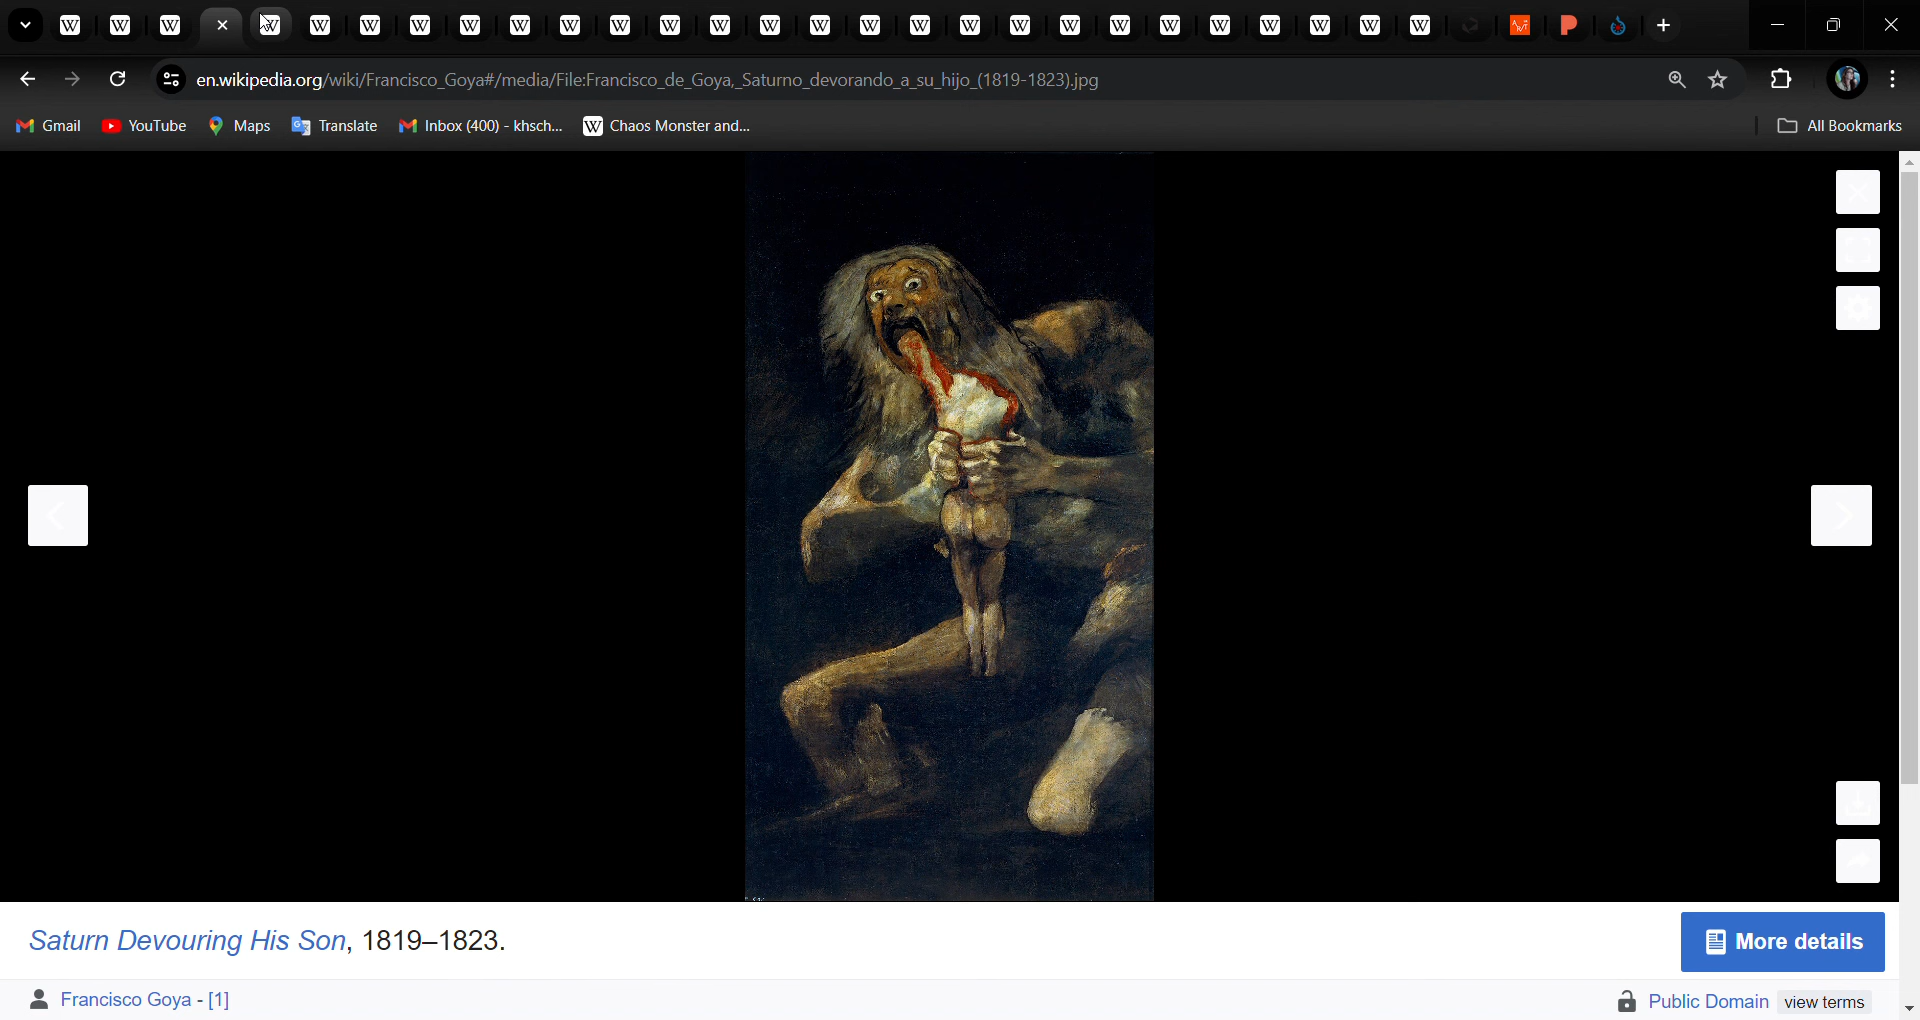 W W W W W W W W W W W W W W W W W W W W W W W W W W W
en.wikipedia.org/wiki/Francisco_Goya#/media/File:Francisco_de_Goya,_Saturno_devorando_a_su_hijo_(1819-1823).jpg
Gmail YouTube Maps Translate Inbox (400) - khsch... W Chaos Monster and... All Bookmarks
Saturn Devouring His Son, 1819–1823.
More details
Francisco Goya - [1]
Public Domain view terms